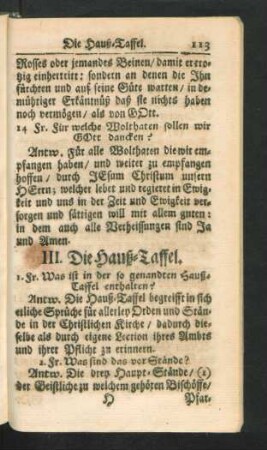 Die Hauß-Taffel. 113
Rosses oder jemandes Beinen / damit er tro-
tzig einhertritt: sondern an denen die Ihn
fürchten und auß seine Güte warten / in de-
mühtiger Erkäntnüß daß sie nichts haben
noch vermögen / als von GOtt.
14 Fr. Für welche Wolthaten sollen wir
GOtt dancken?
Antw. Für alle Wolthaten die wir em-
pfangen haben / und weiter zu empfangen
hoffen / durch JEsum Christum unsern
HErrn; welcher lebet und regieret in Ewig-
keit und uns in der Zeit und Ewigkeit ver-
sorgen und sättigen will mit allem guten:
in dem auch alle Verheissungen sind Ja
und Amen.
III. Die Hauß-Taffel.
1. Fr. Was ist in der so genandten Hauß-
Taffel enthalten?
Antw. Die Hauß-Taffel begreifft in sich
etliche Sprüche für allerley Orden und Stän-
de in der Christlichen Kirche / dadurch die-
selbe als durch eigene Lection ihres Ambts
und ihrer Pflicht zu erinnern.
2. Fr. Was sind das vor Stände?
Antw. Die drey Haupt-Stände / (1)
der Geistliche zu welchem gehören Bischöffe /
H Pfar-